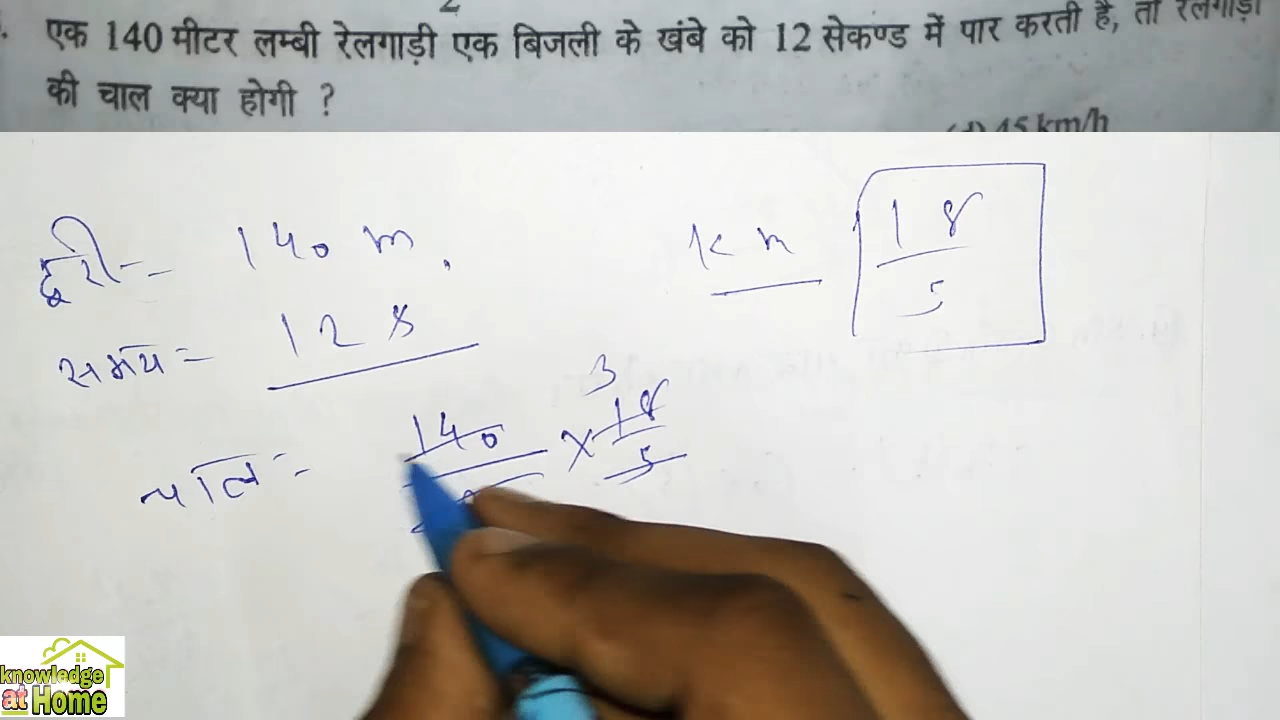 एक 140 मीटर लम्बी रेलगाड़ी एक बिजली के खंबे को 12 सेकण्ड में पार करती है, तो रेलगाड़ी
की चाल क्या होगी ?
45 km/h
दूरी -- 140 m.
km 18
5
समय = 12 s
3
चाल = 140 × 18
5
knowledge
at Home